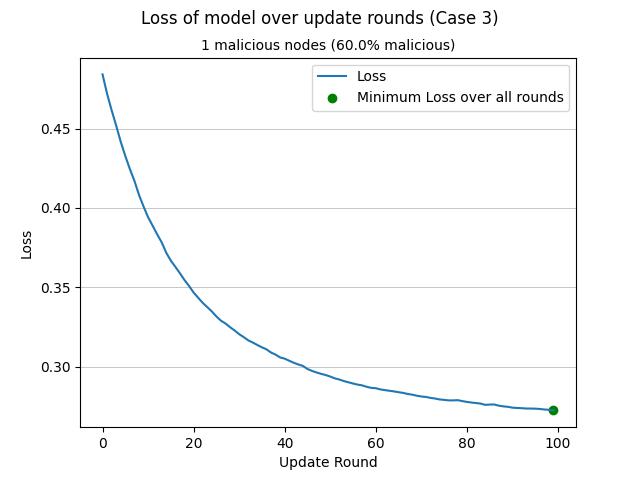 Loss of model over update rounds (Case 3)
1 malicious nodes (60.0% malicious)
Loss
Minimum Loss over all rounds
0.45
0.40
0.35
0.30
Loss
0 20 40 60 80 100
Update Round